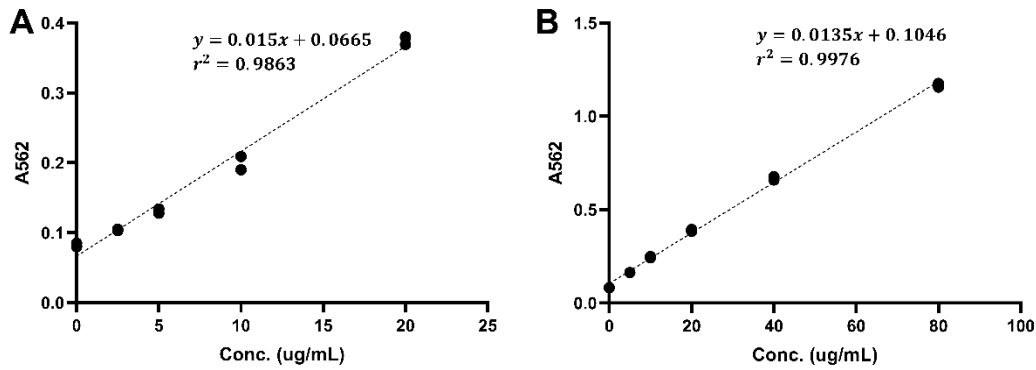 A
y = 0.015x + 0.0665
r² = 0.9863
0.4
0.3
0.2
0.1
0.0
A562
0 5 10 15 20 25
Conc. (ug/mL)
B
y = 0.0135x + 0.1046
r² = 0.9976
1.5
1.0
0.5
0.0
A562
0 20 40 60 80 100
Conc. (ug/mL)